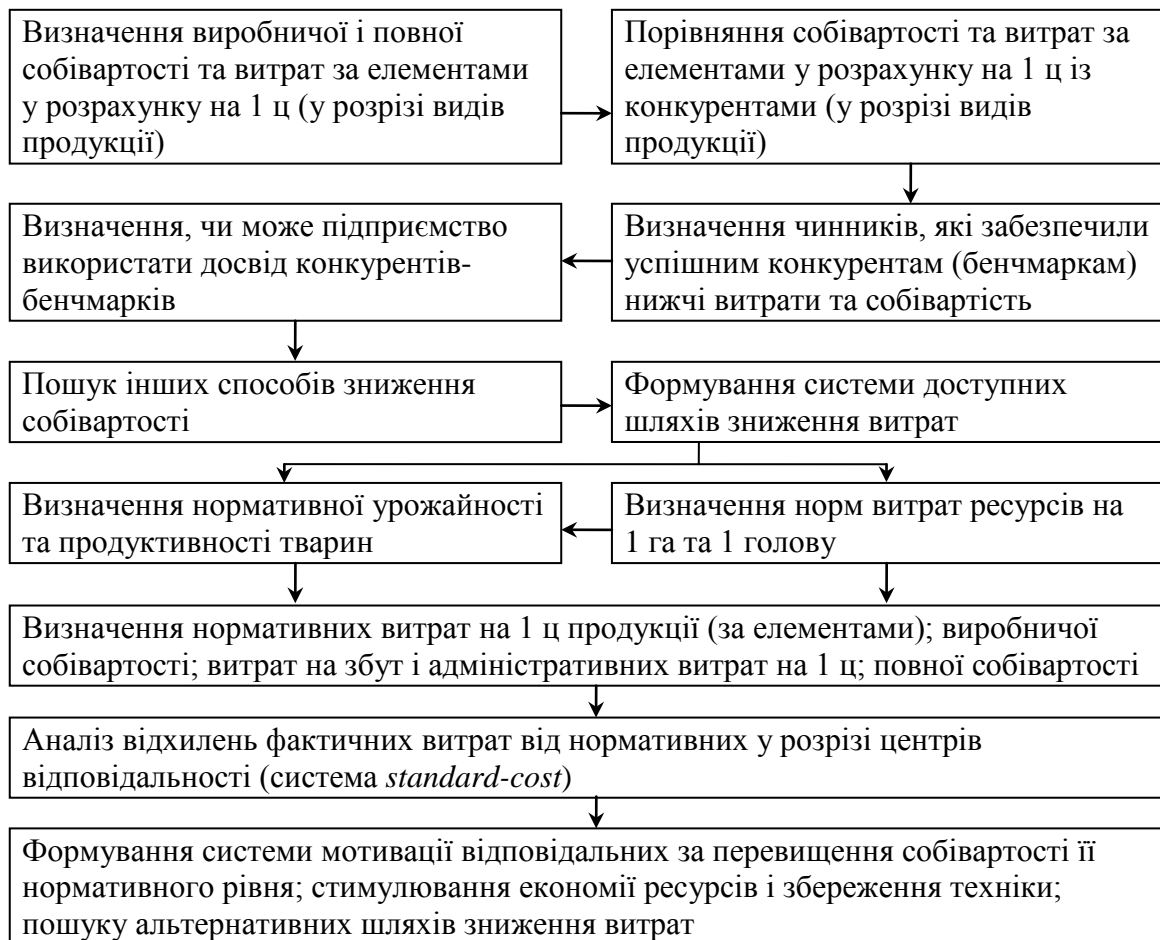 Визначення виробничої і повної
собівартості та витрат за елементами
у розрахунку на 1 ц (у розрізі видів
продукції)
Порівняння собівартості та витрат за
елементами у розрахунку на 1 ц із
конкурентами (у розрізі видів
продукції)
Визначення чинників, які забезпечили
успішним конкурентам (бенчмаркам)
нижчі витрати та собівартість
Визначення, чи може підприємство
використати досвід конкурентів-
бенчмарків
Пошук інших способів зниження
собівартості
Формування системи доступних
шляхів зниження витрат
Визначення нормативної урожайності
та продуктивності тварин
Визначення норм витрат ресурсів на
1 га та 1 голову
Визначення нормативних витрат на 1 ц продукції (за елементами); виробничої
собівартості; витрат на збут і адміністративних витрат на 1 ц; повної собівартості
Аналіз відхилень фактичних витрат від нормативних у розрізі центрів
відповідальності (система standard-cost)
Формування системи мотивації відповідальних за перевищення собівартості її
нормативного рівня; стимулювання економії ресурсів і збереження техніки;
пошуку альтернативних шляхів зниження витрат